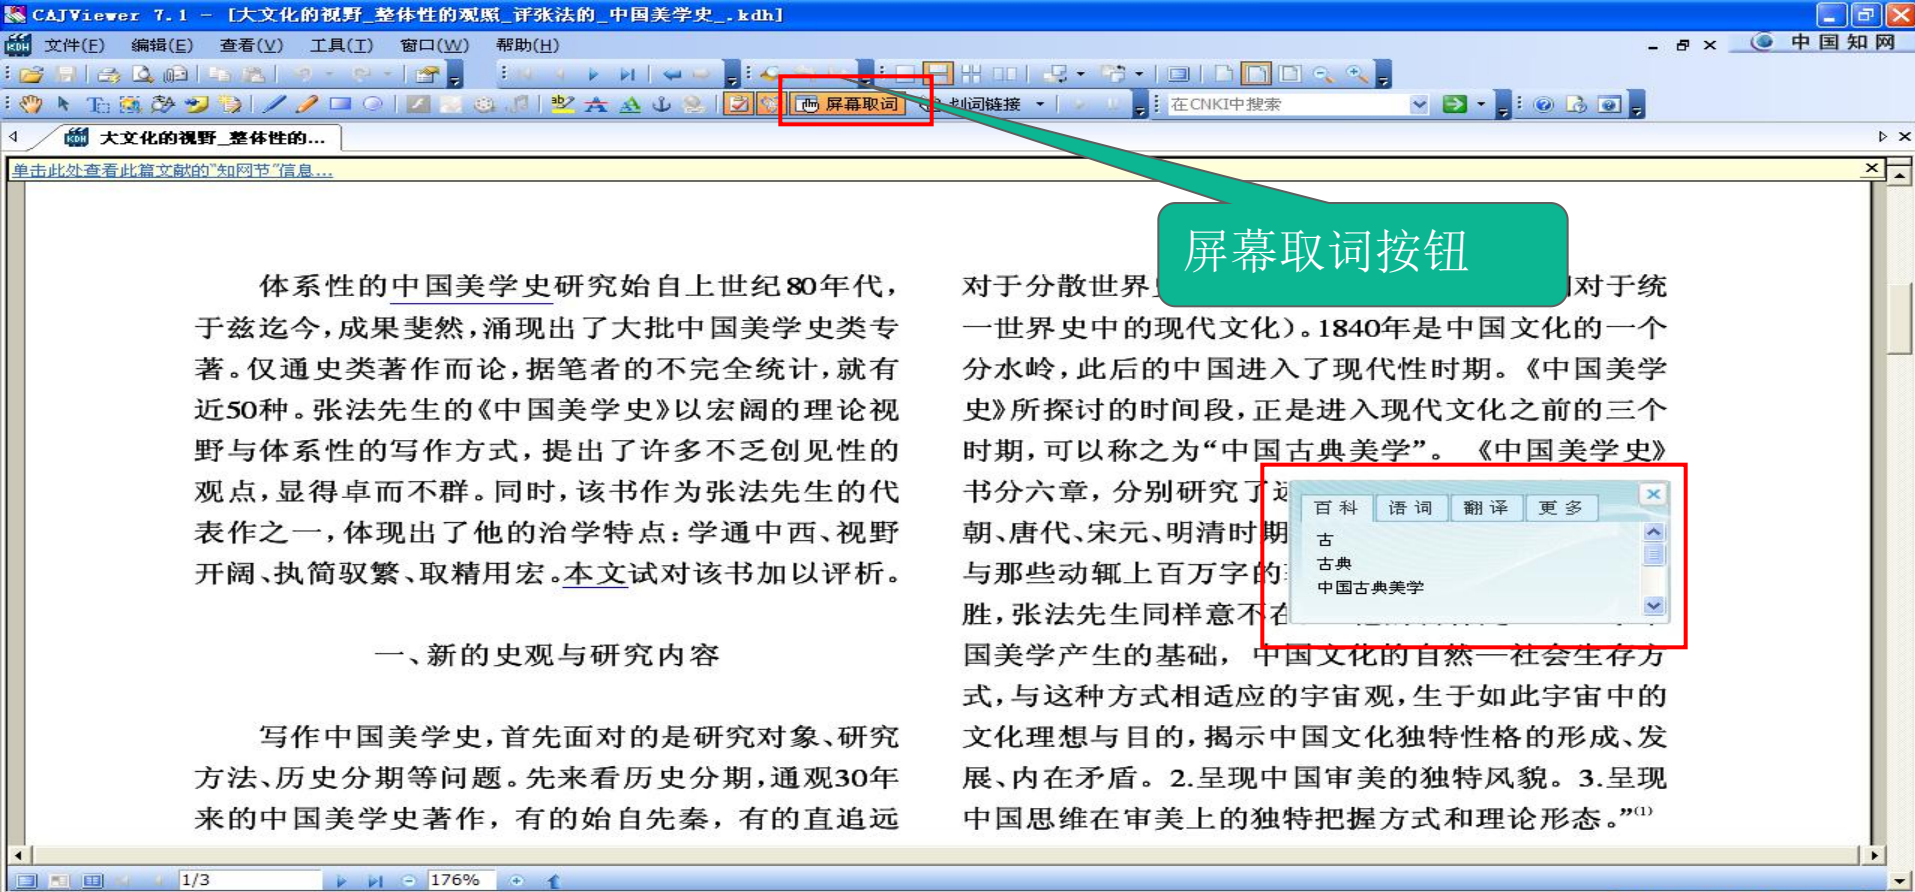 CAJViewer 7.1 - [大文化的视野_整体性的观照_评张法的_中国美学史_.kdh]
文件(F) 编辑(E) 查看(V) 工具(T) 窗口(W) 帮助(H)
中国知网
屏幕取词
划词链接
在CNKI中搜索
大文化的视野_整体性的...
单击此处查看此篇文献的"知网节"信息...
屏幕取词按钮
体系性的中国美学史研究始自上世纪80年代，
于兹迄今，成果斐然，涌现出了大批中国美学史类专
著。仅通史类著作而论，据笔者的不完全统计，就有
近50种。张法先生的《中国美学史》以宏阔的理论视
野与体系性的写作方式，提出了许多不乏创见性的
观点，显得卓而不群。同时，该书作为张法先生的代
表作之一，体现出了他的治学特点：学通中西、视野
开阔、执简驭繁、取精用宏。本文试对该书加以评析。
一、新的史观与研究内容
写作中国美学史，首先面对的是研究对象、研究
方法、历史分期等问题。先来看历史分期，通观30年
来的中国美学史著作，有的始自先秦，有的直追远
对于分散世界 对于统
一世界史中的现代文化）。1840年是中国文化的一个
分水岭，此后的中国进入了现代性时期。《中国美学
史》所探讨的时间段，正是进入现代文化之前的三个
时期，可以称之为“中国古典美学”。《中国美学史》
书分六章，分别研究了
朝、唐代、宋元、明清时期
与那些动辄上百万字的
胜，张法先生同样意不在
国美学产生的基础，中国文化的自然—社会生存方
式，与这种方式相适应的宇宙观，生于如此宇宙中的
文化理想与目的，揭示中国文化独特性格的形成、发
展、内在矛盾。2.呈现中国审美的独特风貌。3.呈现
中国思维在审美上的独特把握方式和理论形态。”(1)
百科 语词 翻译 更多
古
古典
中国古典美学
1/3
176%